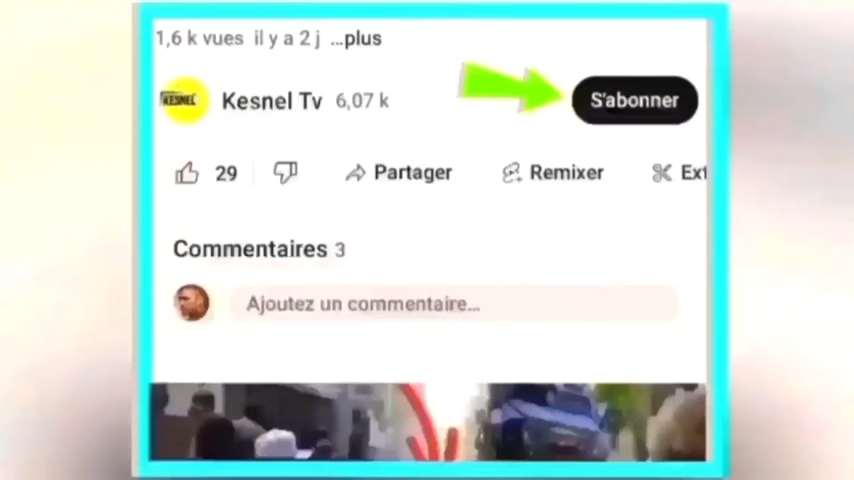 1,6 k vues il y a 2 j ...plus
KESNEL
Kesnel Tv 6,07 k
S'abonner
29 Partager Remixer Ext
Commentaires 3
Ajoutez un commentaire...